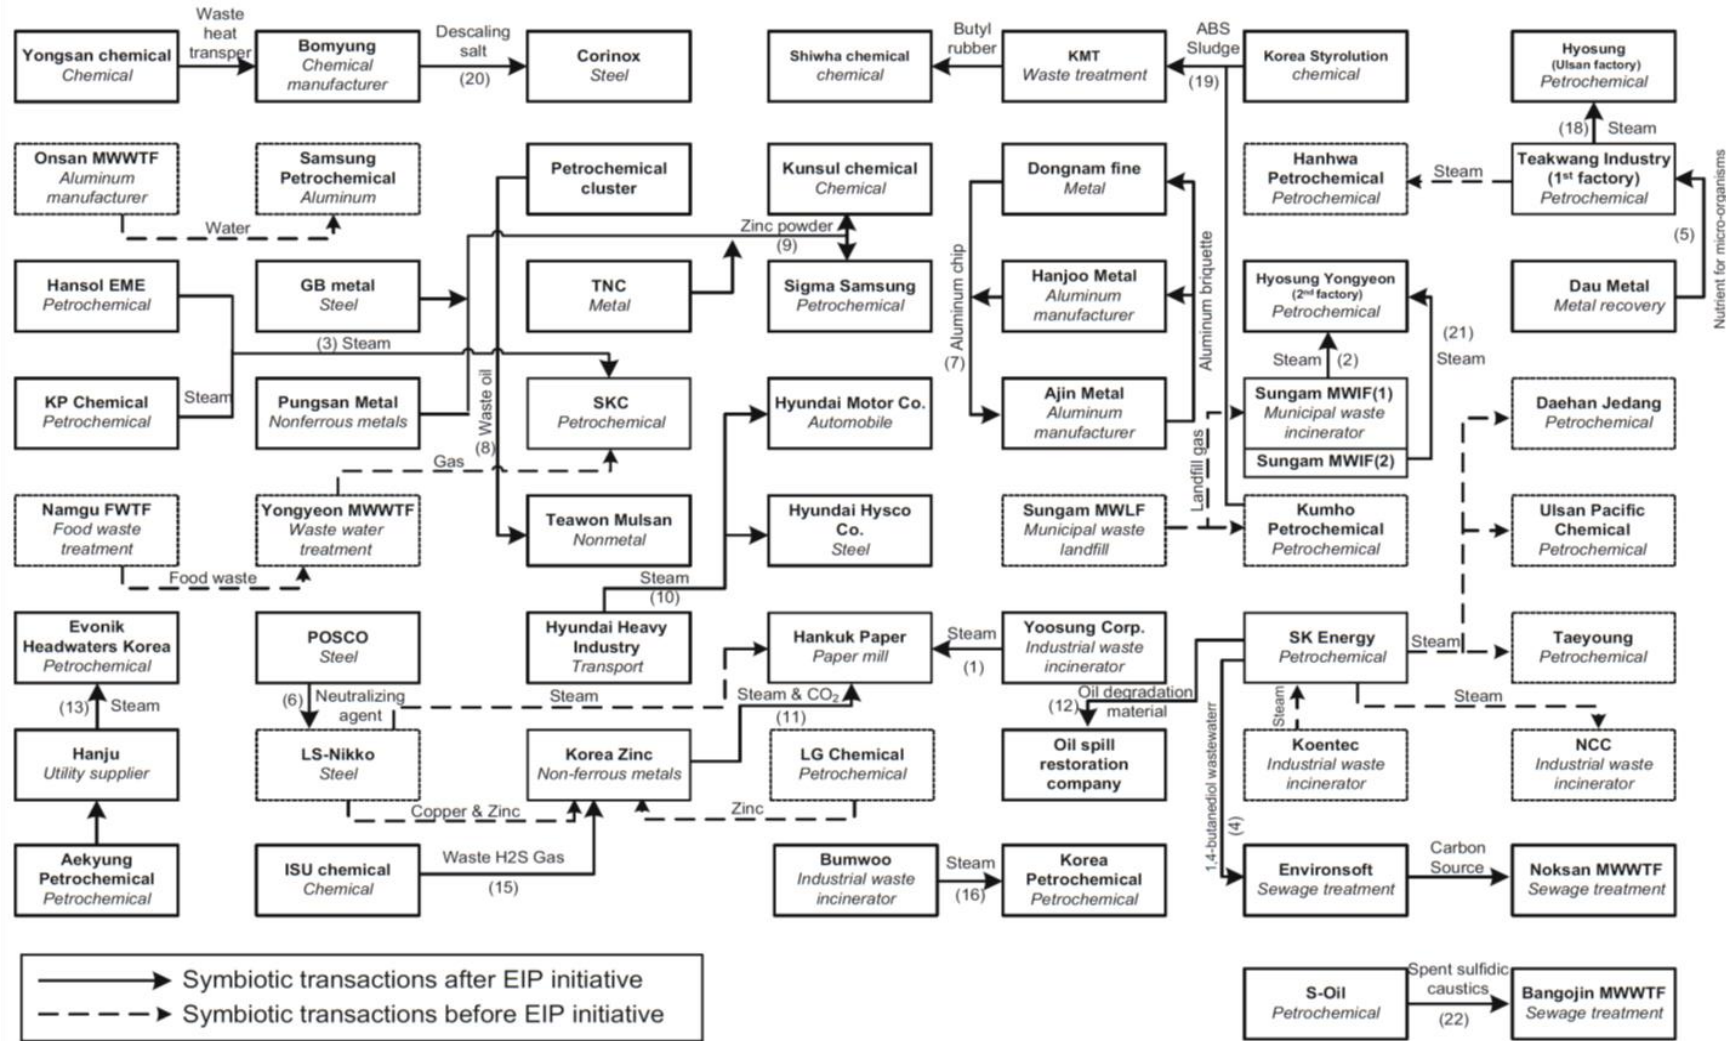 Waste
heat
transper
Yongsan chemical
Chemical
Bomyung
Chemical
manufacturer
Descaling
salt
(20)
Corinox
Steel
Shiwha chemical
chemical
Butyl
rubber
KMT
Waste treatment
ABS
Sludge
(19)
Korea Styrolution
chemical
Hyosung
(Ulsan factory)
Petrochemical
(18) Steam
Onsan MWWTF
Aluminum
manufacturer
Water
Samsung
Petrochemical
Aluminum
Petrochemical
cluster
Kunsul chemical
Chemical
Zinc powder
(9)
Dongnam fine
Metal
Hanhwa
Petrochemical
Petrochemical
Steam
Teakwang Industry
(1st factory)
Petrochemical
(5)
Nutrient for micro-organisms
Hansol EME
Petrochemical
GB metal
Steel
TNC
Metal
Sigma Samsung
Petrochemical
Aluminum chip
(7)
Hanjoo Metal
Aluminum
manufacturer
Aluminum briquette
Hyosung Yongyeon
(2nd factory)
Petrochemical
Dau Metal
Metal recovery
(3) Steam
Steam (2)
(21)
Steam
KP Chemical
Petrochemical
Steam
Pungsan Metal
Nonferrous metals
Waste oil
(8)
SKC
Petrochemical
Hyundai Motor Co.
Automobile
Ajin Metal
Aluminum
manufacturer
Landfill gas
Sungam MWIF(1)
Municipal waste
incinerator
Sungam MWIF(2)
Daehan Jedang
Petrochemical
Gas
Namgu FWTF
Food waste
treatment
Food waste
Yongyeon MWWTF
Waste water
treatment
Teawon Mulsan
Nonmetal
Hyundai Hysco
Co.
Steel
Sungam MWLF
Municipal waste
landfill
Kumho
Petrochemical
Petrochemical
Ulsan Pacific
Chemical
Petrochemical
Steam
(10)
Evonik
Headwaters Korea
Petrochemical
POSCO
Steel
Hyundai Heavy
Industry
Transport
Hankuk Paper
Paper mill
Steam
(1)
Yoosung Corp.
Industrial waste
incinerator
SK Energy
Petrochemical
Steam
Taeyoung
Petrochemical
(13) Steam
(6) Neutralizing
agent
Steam
Steam & CO2
(11)
Oil degradation
(12) material
Steam
Steam
Hanju
Utility supplier
LS-Nikko
Steel
Korea Zinc
Non-ferrous metals
LG Chemical
Petrochemical
Oil spill
restoration
company
1,4-butanediol wastewaterr
(4)
Koentec
Industrial waste
incinerator
NCC
Industrial waste
incinerator
Copper & Zinc
Zinc
Aekyung
Petrochemical
Petrochemical
ISU chemical
Chemical
Waste H2S Gas
(15)
Bumwoo
Industrial waste
incinerator
Steam
(16)
Korea
Petrochemical
Petrochemical
Environsoft
Sewage treatment
Carbon
Source
Noksan MWWTF
Sewage treatment
Symbiotic transactions after EIP initiative
Symbiotic transactions before EIP initiative
S-Oil
Petrochemical
Spent sulfidic
caustics
(22)
Bangojin MWWTF
Sewage treatment